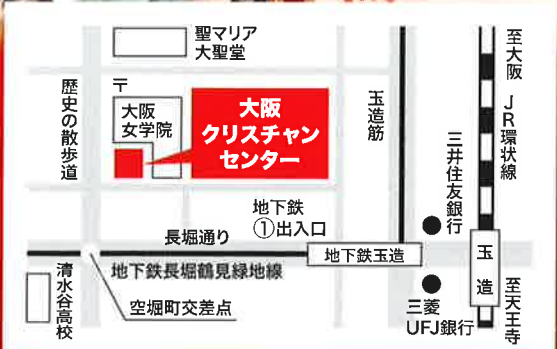 聖マリア
大聖堂
至大阪
JR環状線
〒
大阪
女学院
大阪
クリスチャン
センター
歴史の散歩道
玉造筋
三井住友銀行
地下鉄
①出入口
長堀通り
地下鉄玉造
玉造
地下鉄長堀鶴見緑地線
清水谷高校
空堀町交差点
三菱
UFJ銀行
至天王寺